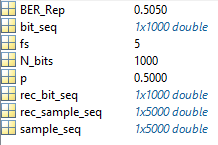 BER_Rep 0.5050
bit_seq 1x1000 double
fs 5
N_bits 1000
p 0.5000
rec_bit_seq 1x1000 double
rec_sample_seq 1x5000 double
sample_seq 1x5000 double